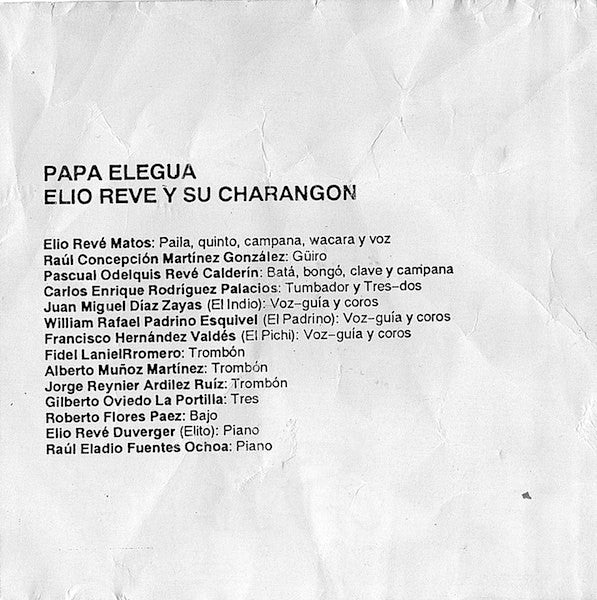 PAPA ELEGUA
ELIO REVE Y SU CHARANGON
Elio Revé Matos: Paila, quinto, campana, wacara y voz
Raúl Concepción Martínez González: Güiro
Pascual Odelquis Revé Calderín: Batá, bongó, clave y campana
Carlos Enrique Rodríguez Palacios: Tumbador y Tres-dos
Juan Miguel Díaz Zayas (El Indio): Voz-guía y coros
William Rafael Padrino Esquivel (El Padrino): Voz-guía y coros
Francisco Hernández Valdés (El Pichi): Voz-guía y coros
Fidel LanielRromero: Trombón
Alberto Muñoz Martínez: Trombón
Jorge Reynier Ardilez Ruíz: Trombón
Gilberto Oviedo La Portilla: Tres
Roberto Flores Paez: Bajo
Elio Revé Duverger (Elito): Piano
Raúl Eladio Fuentes Ochoa: Piano